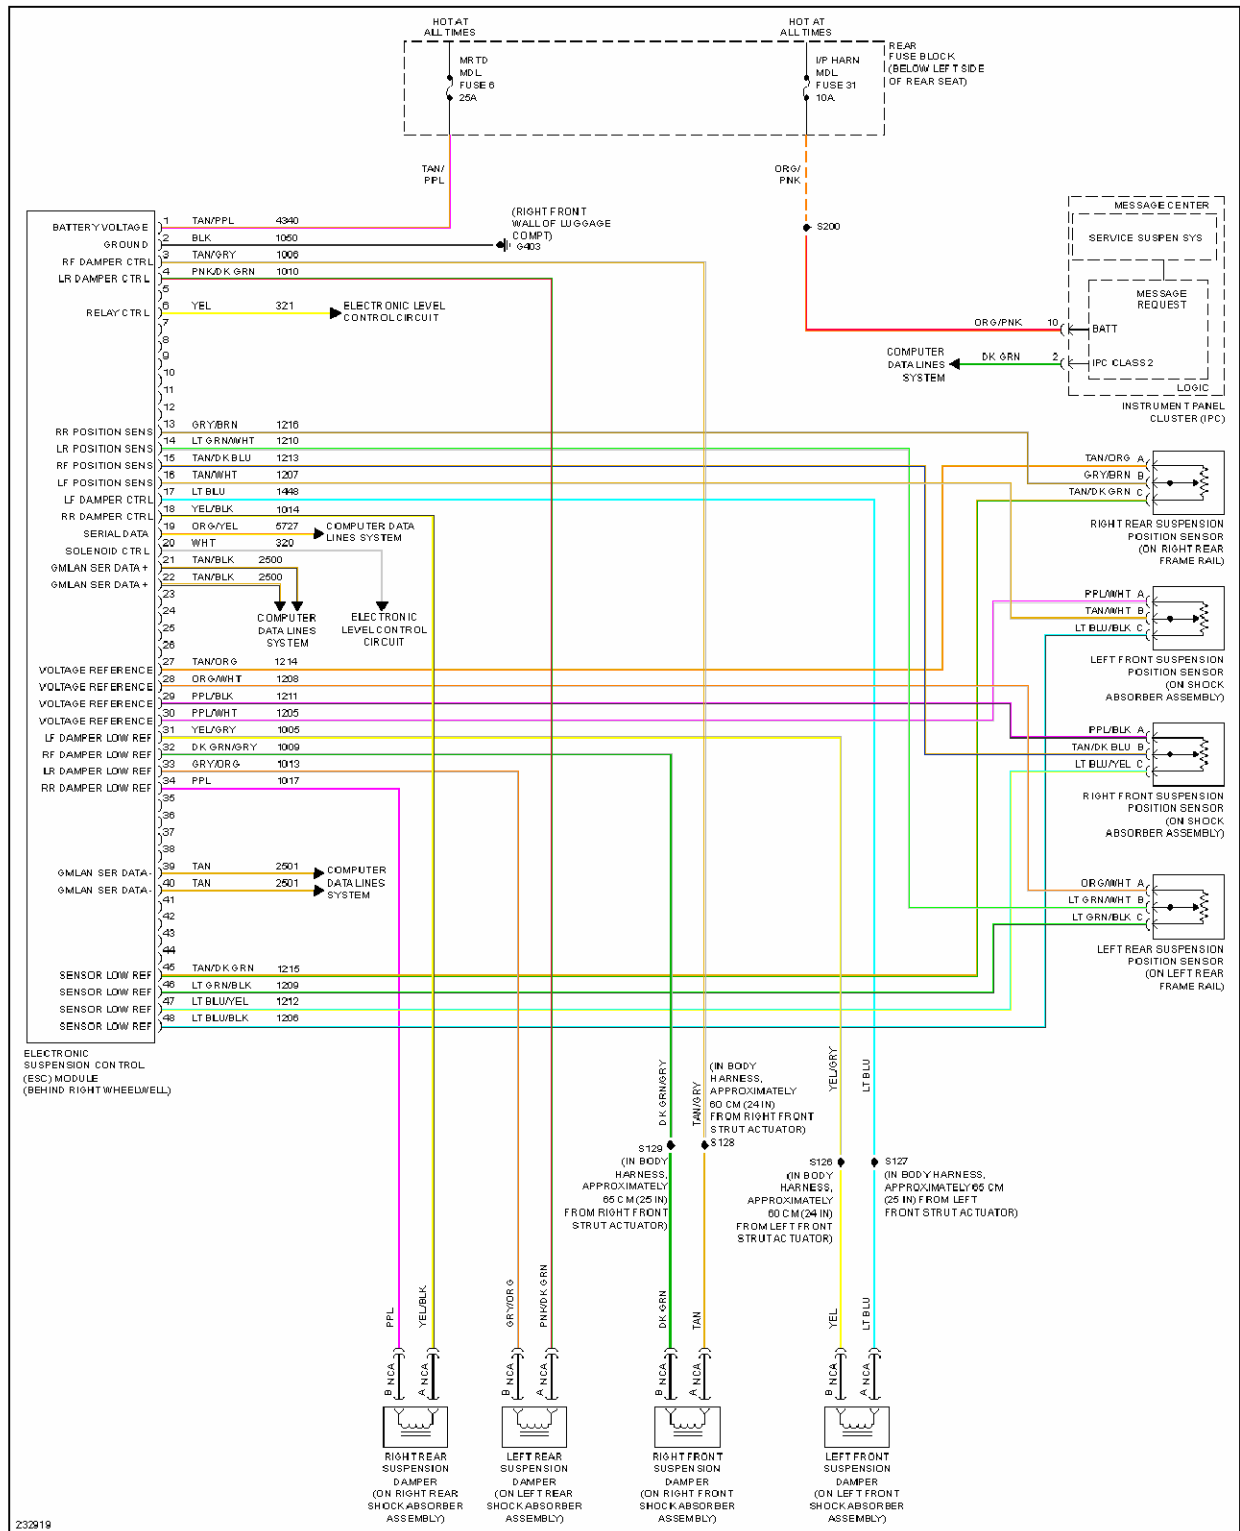 HOT AT
ALL TIMES
HOT AT
ALL TIMES
MRTD
MDL
FUSE 6
25A
I/P HARN
MDL
FUSE 31
10A
REAR
FUSE BLOCK
(BELOW LEFT SIDE
OF REAR SEAT)
TAN/
PPL
ORG/
PNK
BATTERY VOLTAGE
1 TAN/PPL 4340
GROUND
2 BLK 1050
(RIGHT FRONT
WALL OF LUGGAGE
COMPT)
G403
RF DAMPER CTRL
3 TAN/GRY 1006
LR DAMPER CTRL
4 PNK/DK GRN 1010
5
RELAY CTRL
6 YEL 321
ELECTRONIC LEVEL
CONTROL CIRCUIT
7
8
9
10
11
12
S200
MESSAGE CENTER
SERVICE SUSPEN SYS
MESSAGE
REQUEST
ORG/PNK 10
BATT
COMPUTER
DATA LINES
SYSTEM
DK GRN 2
IPC CLASS 2
LOGIC
INSTRUMENT PANEL
CLUSTER (IPC)
RR POSITION SENS
13 GRY/BRN 1216
LR POSITION SENS
14 LT GRN/WHT 1210
RF POSITION SENS
15 TAN/DK BLU 1213
LF POSITION SENS
16 TAN/WHT 1207
LF DAMPER CTRL
17 LT BLU 1448
RR DAMPER CTRL
18 YEL/BLK 1014
SERIAL DATA
19 ORG/YEL 5727
COMPUTER DATA
LINES SYSTEM
SOLENOID CTRL
20 WHT 320
GMLAN SER DATA+
21 TAN/BLK 2500
GMLAN SER DATA+
22 TAN/BLK 2500
23
24
25
26
COMPUTER
DATA LINES
SYSTEM
ELECTRONIC
LEVEL CONTROL
CIRCUIT
TAN/ORG A
GRY/BRN B
TAN/DK GRN C
RIGHT REAR SUSPENSION
POSITION SENSOR
(ON RIGHT REAR
FRAME RAIL)
PPL/WHT A
TAN/WHT B
LT BLU/BLK C
LEFT FRONT SUSPENSION
POSITION SENSOR
(ON SHOCK
ABSORBER ASSEMBLY)
VOLTAGE REFERENCE
27 TAN/ORG 1214
VOLTAGE REFERENCE
28 ORG/WHT 1208
VOLTAGE REFERENCE
29 PPL/BLK 1211
VOLTAGE REFERENCE
30 PPL/WHT 1205
LF DAMPER LOW REF
31 YEL/GRY 1005
RF DAMPER LOW REF
32 DK GRN/GRY 1009
LR DAMPER LOW REF
33 GRY/ORG 1013
RR DAMPER LOW REF
34 PPL 1017
35
36
37
38
PPL/BLK A
TAN/DK BLU B
LT BLU/YEL C
RIGHT FRONT SUSPENSION
POSITION SENSOR
(ON SHOCK
ABSORBER ASSEMBLY)
GMLAN SER DATA-
39 TAN 2501
GMLAN SER DATA-
40 TAN 2501
COMPUTER
DATA LINES
SYSTEM
41
42
43
44
ORG/WHT A
LT GRN/WHT B
LT GRN/BLK C
LEFT REAR SUSPENSION
POSITION SENSOR
(ON LEFT REAR
FRAME RAIL)
SENSOR LOW REF
45 TAN/DK GRN 1215
SENSOR LOW REF
46 LT GRN/BLK 1209
SENSOR LOW REF
47 LT BLU/YEL 1212
SENSOR LOW REF
48 LT BLU/BLK 1206
ELECTRONIC
SUSPENSION CONTROL
(ESC) MODULE
(BEHIND RIGHT WHEELWELL)
DK GRN/GRY
TAN/GRY
(IN BODY
HARNESS,
APPROXIMATELY
60 CM (24 IN)
FROM RIGHT FRONT
STRUT ACTUATOR)
S128
YEL/GRY
LT BLU
S129
(IN BODY
HARNESS,
APPROXIMATELY
65 CM (25 IN)
FROM RIGHT FRONT
STRUT ACTUATOR)
S126
(IN BODY
HARNESS,
APPROXIMATELY
60 CM (24 IN)
FROM LEFT FRONT
STRUT ACTUATOR)
S127
(IN BODY HARNESS,
APPROXIMATELY 65 CM
(25 IN) FROM LEFT
FRONT STRUT ACTUATOR)
PPL
YEL/BLK
GRY/ORG
PNK/DK GRN
DK GRN
TAN
YEL
LT BLU
B NCA
A NCA
B NCA
A NCA
B NCA
A NCA
B NCA
A NCA
RIGHT REAR
SUSPENSION
DAMPER
(ON RIGHT REAR
SHOCK ABSORBER
ASSEMBLY)
LEFT REAR
SUSPENSION
DAMPER
(ON LEFT REAR
SHOCK ABSORBER
ASSEMBLY)
RIGHT FRONT
SUSPENSION
DAMPER
(ON RIGHT FRONT
SHOCK ABSORBER
ASSEMBLY)
LEFT FRONT
SUSPENSION
DAMPER
(ON LEFT FRONT
SHOCK ABSORBER
ASSEMBLY)
232919